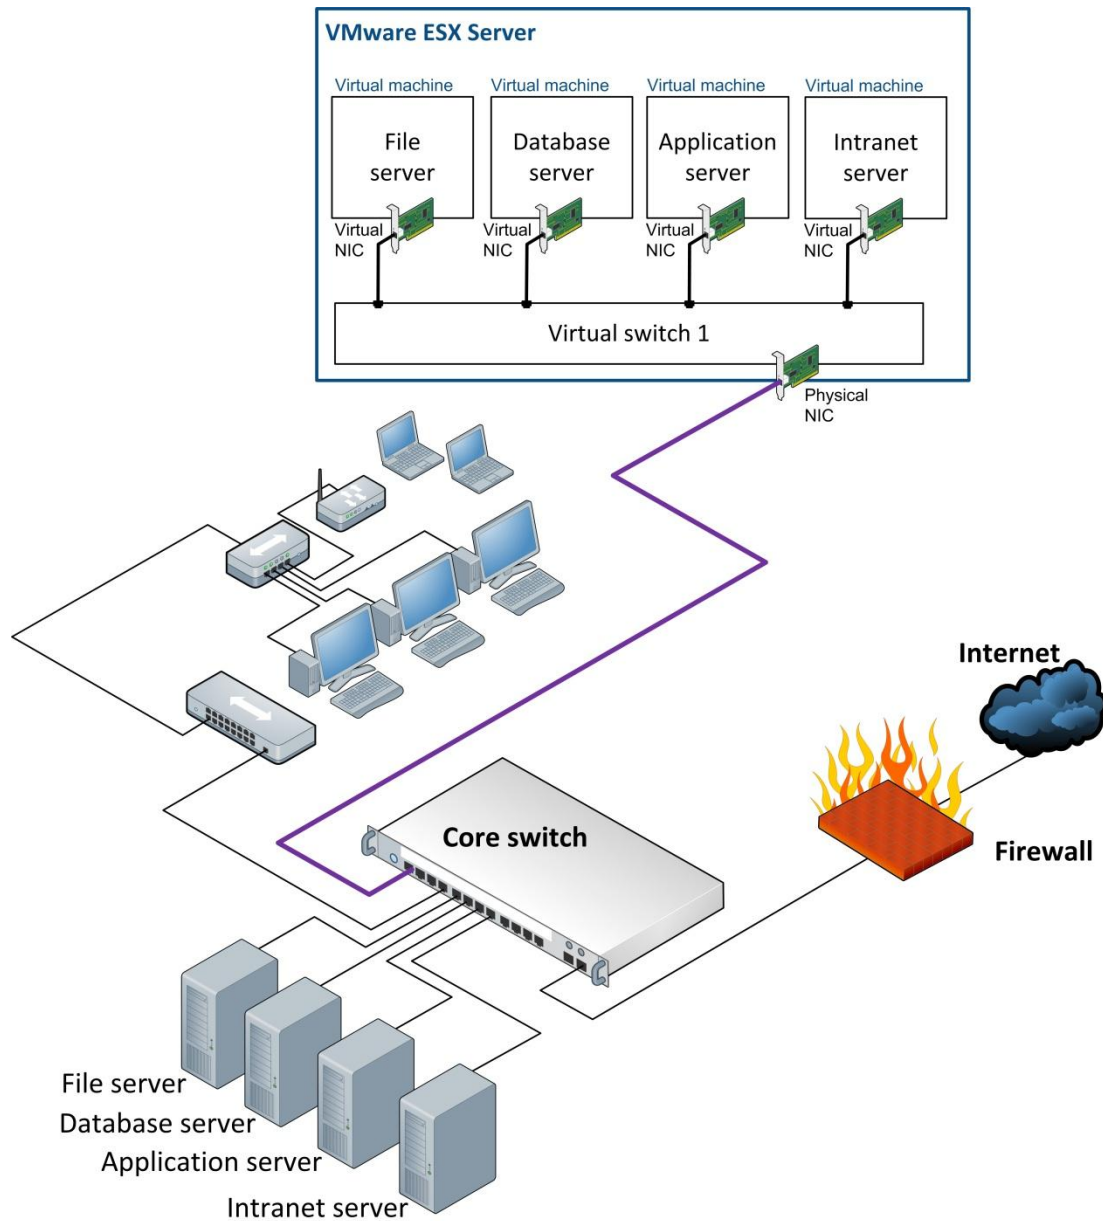 VMware ESX Server
Virtual machine
Virtual machine
Virtual machine
Virtual machine
File
server
Database
server
Application
server
Intranet
server
Virtual
NIC
Virtual
NIC
Virtual
NIC
Virtual
NIC
Virtual switch 1
Physical
NIC
Internet
Firewall
Core switch
File server
Database server
Application server
Intranet server